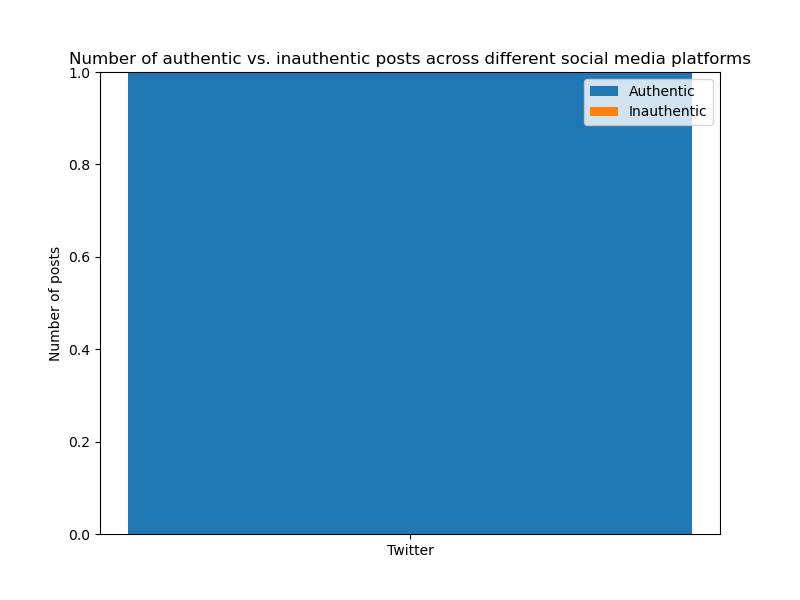 Number of authentic vs. inauthentic posts across different social media platforms
1.0
0.8
0.6
0.4
0.2
0.0
Number of posts
Authentic
Inauthentic
Twitter